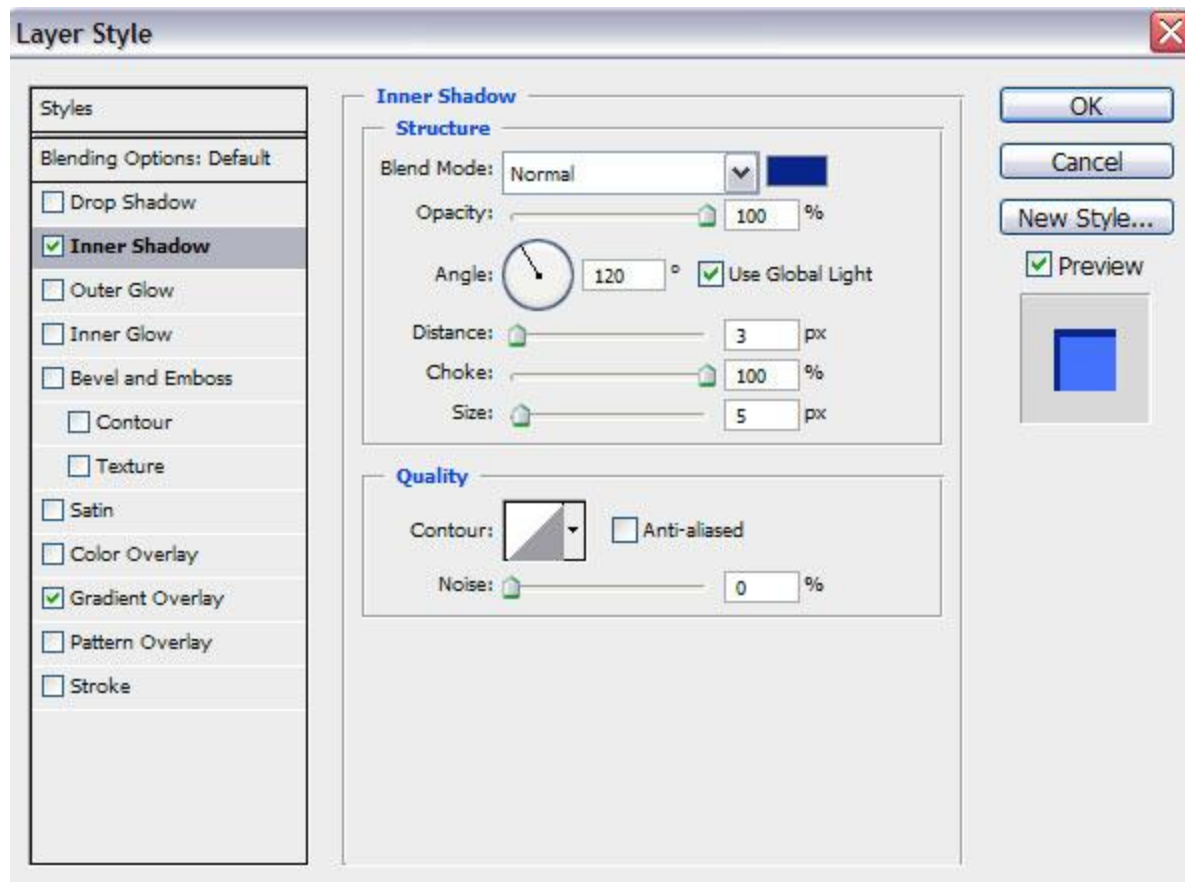 Layer Style
Styles
Blending Options: Default
Drop Shadow
Inner Shadow
Outer Glow
Inner Glow
Bevel and Emboss
Contour
Texture
Satin
Color Overlay
Gradient Overlay
Pattern Overlay
Stroke
Inner Shadow
Structure
Blend Mode: Normal
Opacity: 100 %
Angle: 120 ° Use Global Light
Distance: 3 px
Choke: 100 %
Size: 5 px
Quality
Contour: Anti-aliased
Noise: 0 %
OK
Cancel
New Style...
Preview